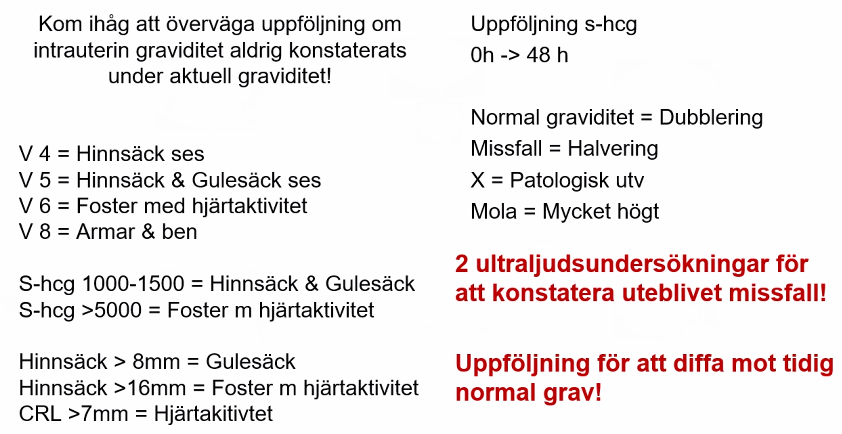 Kom ihåg att överväga uppföljning om
intrauterin graviditet aldrig konstaterats
under aktuell graviditet!
V 4 = Hinnsäck ses
V 5 = Hinnsäck & Gulesäck ses
V 6 = Foster med hjärtaktivitet
V 8 = Armar & ben
S-hcg 1000-1500 = Hinnsäck & Gulesäck
S-hcg >5000 = Foster m hjärtaktivitet
Hinnsäck > 8mm = Gulesäck
Hinnsäck >16mm = Foster m hjärtaktivitet
CRL >7mm = Hjärtakitivtet
Uppföljning s-hcg
0h -> 48 h
Normal graviditet = Dubblering
Missfall = Halvering
X = Patologisk utv
Mola = Mycket högt
2 ultraljudsundersökningar för
att konstatera uteblivet missfall!
Uppföljning för att diffa mot tidig
normal grav!